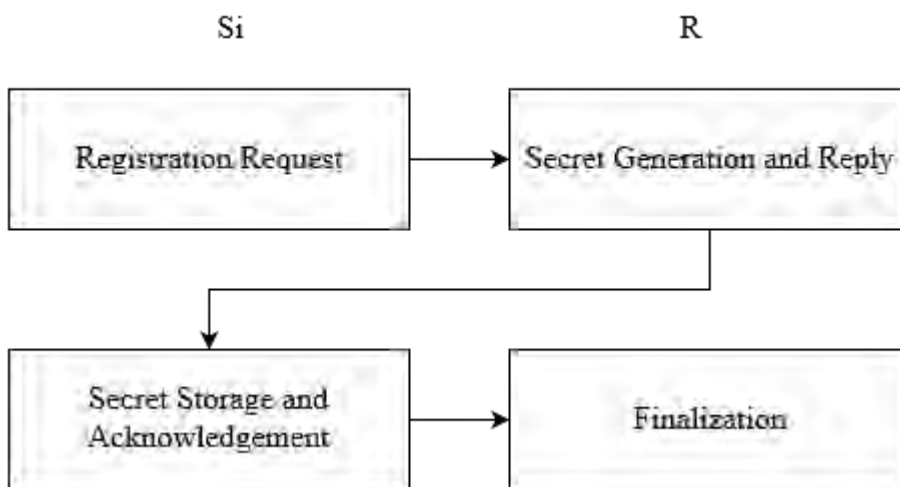 Si
R
Registration Request
Secret Generation and Reply
Secret Storage and
Acknowledgement
Finalization